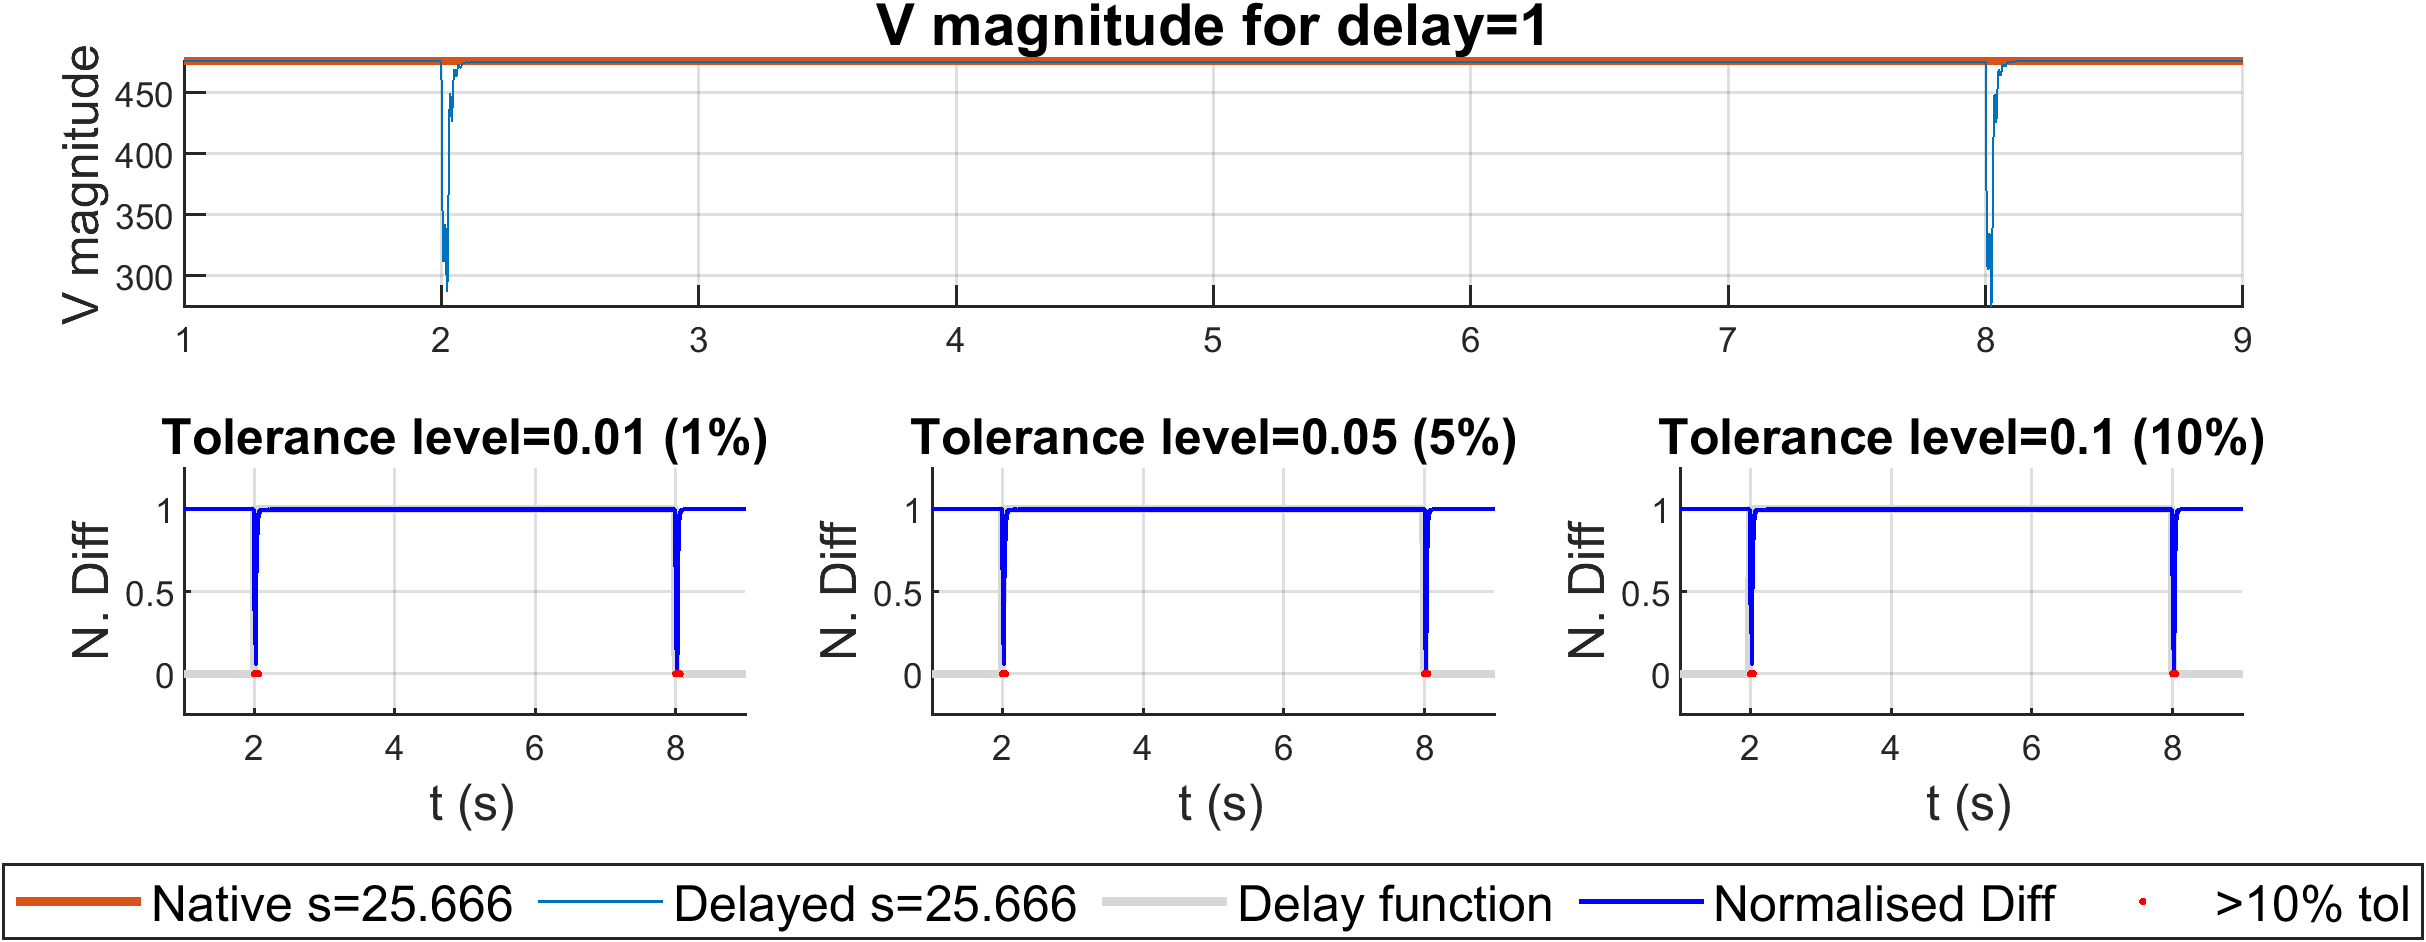 V magnitude for delay=1
V magnitude
450
400
350
300
1 2 3 4 5 6 7 8 9
Tolerance level=0.01 (1%)
N. Diff
1
0.5
0
2 4 6 8
t (s)
Tolerance level=0.05 (5%)
N. Diff
1
0.5
0
2 4 6 8
t (s)
Tolerance level=0.1 (10%)
N. Diff
1
0.5
0
2 4 6 8
t (s)
Native s=25.666 Delayed s=25.666 Delay function Normalised Diff >10% tol